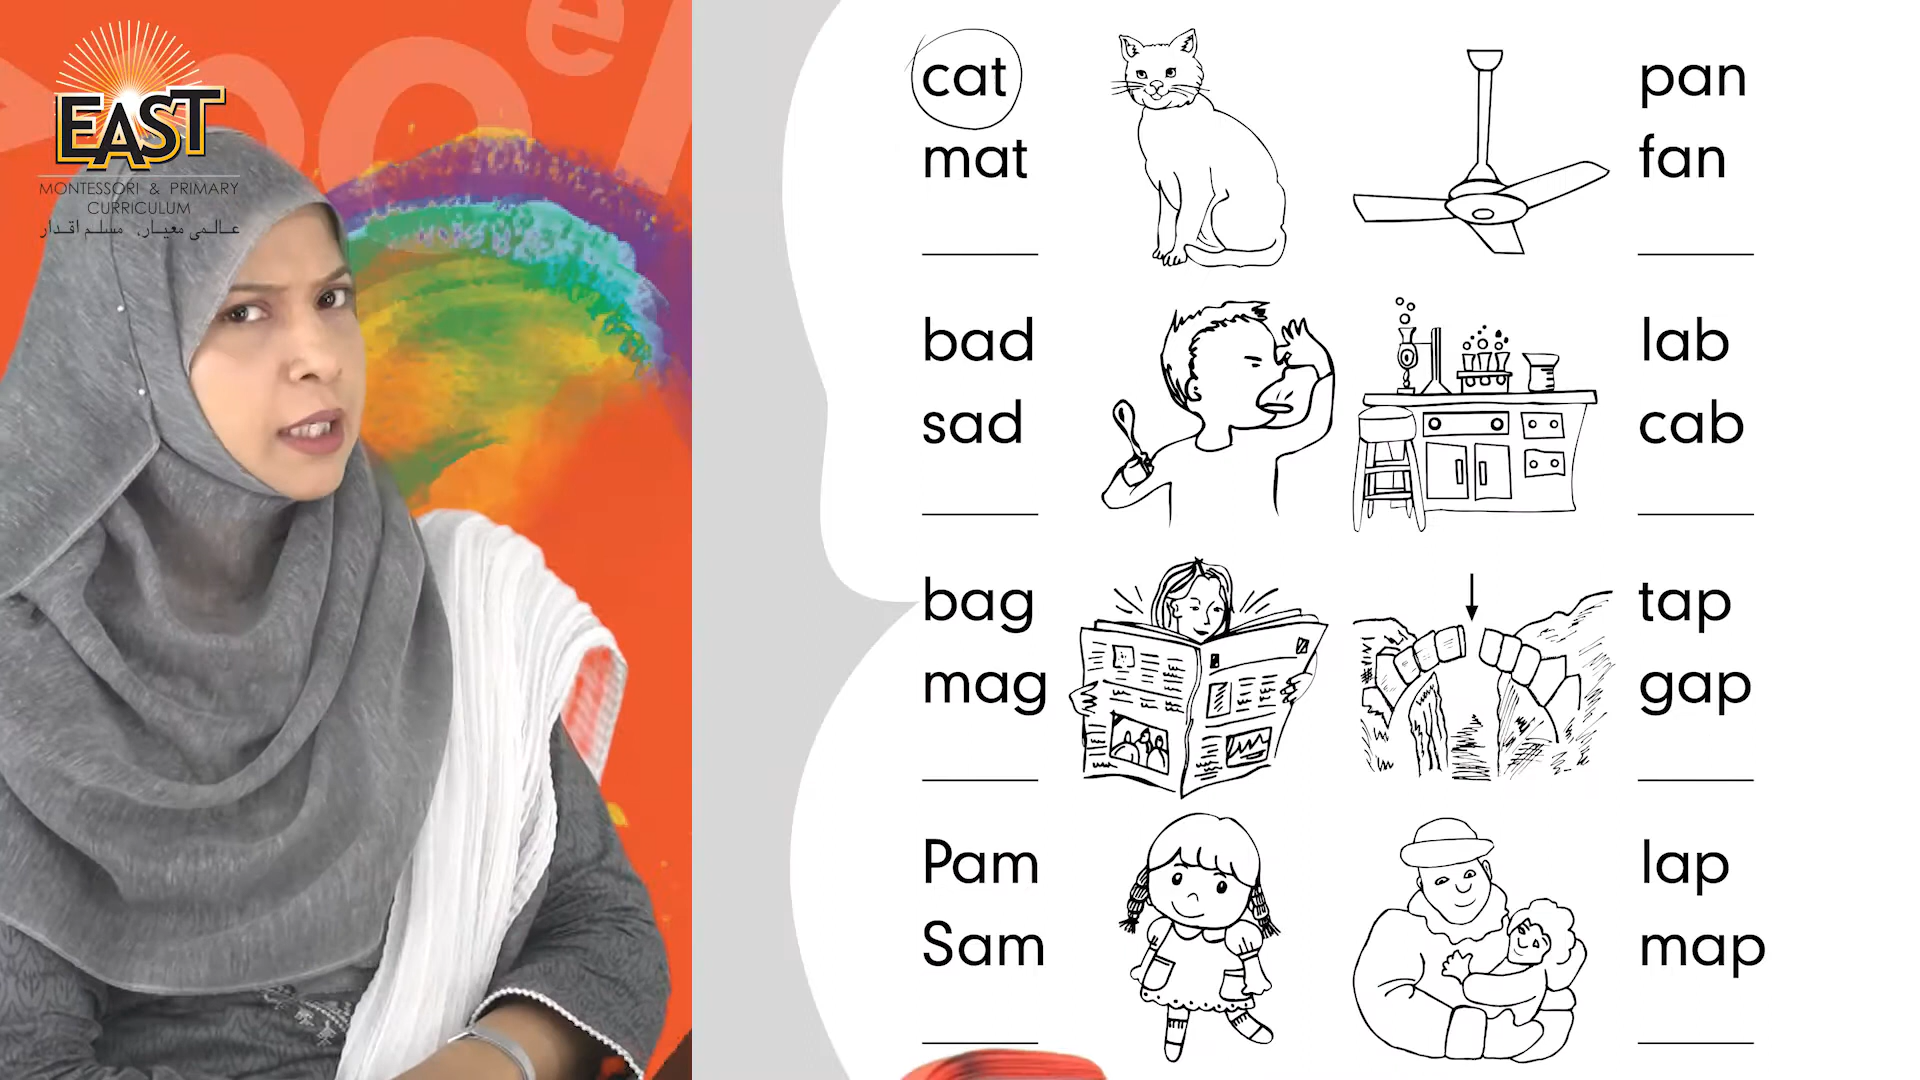 EAST
MONTESSORI & PRIMARY
CURRICULUM
عالمی معیار، مسلم اقدار
cat
mat
pan
fan
bad
sad
lab
cab
bag
mag
tap
gap
Pam
Sam
lap
map